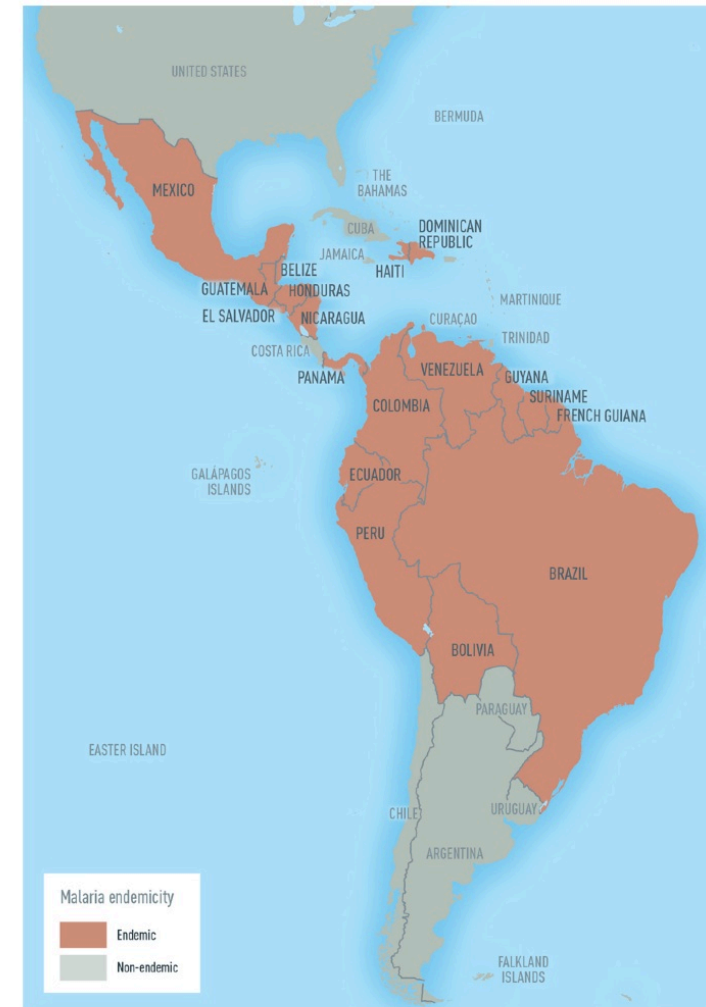 UNITED STATES
BERMUDA
MEXICO
THE
BAHAMAS
CUBA
DOMINICAN
REPUBLIC
JAMAICA
HAITI
BELIZE
GUATEMALA
HONDURAS
EL SALVADOR
NICARAGUA
MARTINIQUE
CURAÇAO
TRINIDAD
COSTA RICA
PANAMA
VENEZUELA
GUYANA
SURINAME
FRENCH GUIANA
COLOMBIA
GALÁPAGOS
ISLANDS
ECUADOR
PERU
BRAZIL
BOLIVIA
PARAGUAY
EASTER ISLAND
CHILE
URUGUAY
ARGENTINA
Malaria endemicity
Endemic
Non-endemic
FALKLAND
ISLANDS